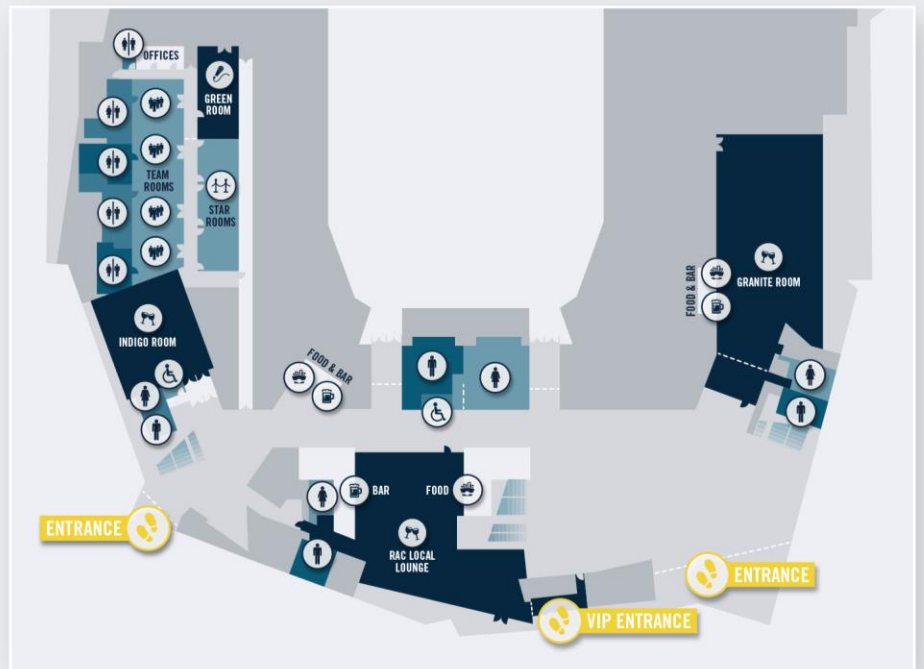 OFFICES
GREEN
ROOM
TEAM
ROOMS
STAR
ROOMS
FOOD & BAR
GRANITE ROOM
INDIGO ROOM
FOOD & BAR
BAR
FOOD
RAC LOCAL
LOUNGE
ENTRANCE
ENTRANCE
VIP ENTRANCE